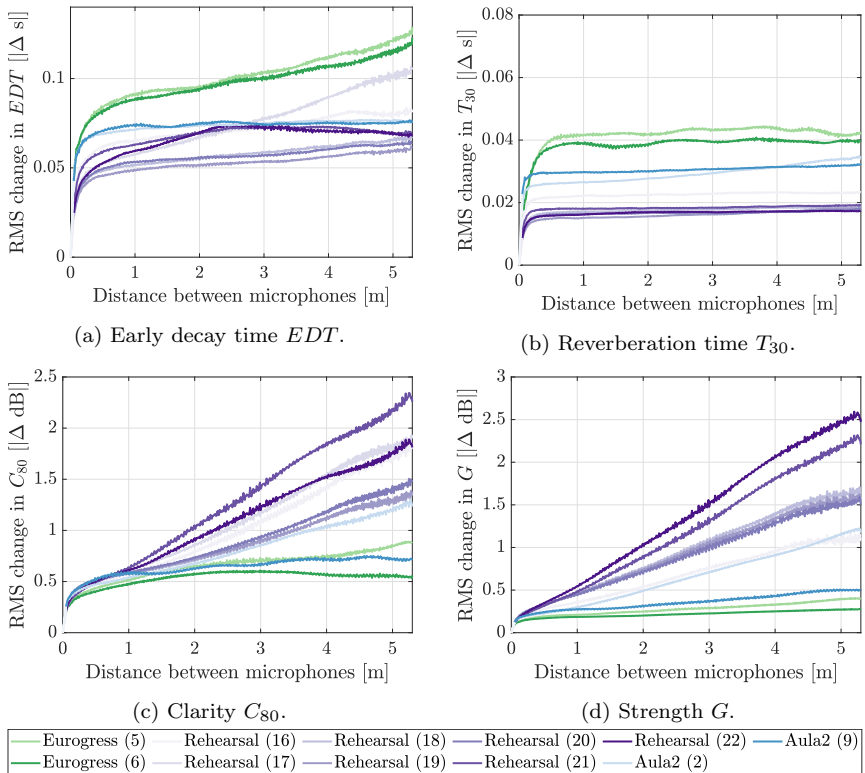 RMS change in EDT [|Δ s|]
0.1
0.05
0
0 1 2 3 4 5
Distance between microphones [m]
(a) Early decay time EDT.
RMS change in T₃₀ [|Δ s|]
0.08
0.06
0.04
0.02
0
0 1 2 3 4 5
Distance between microphones [m]
(b) Reverberation time T₃₀.
RMS change in C₈₀ [|Δ dB|]
2.5
2
1.5
1
0.5
0
0 1 2 3 4 5
Distance between microphones [m]
(c) Clarity C₈₀.
RMS change in G [|Δ dB|]
3
2.5
2
1.5
1
0.5
0
0 1 2 3 4 5
Distance between microphones [m]
(d) Strength G.
Eurogress (5) Rehearsal (16) Rehearsal (18) Rehearsal (20) Rehearsal (22) Aula2 (9)
Eurogress (6) Rehearsal (17) Rehearsal (19) Rehearsal (21) Aula2 (2)